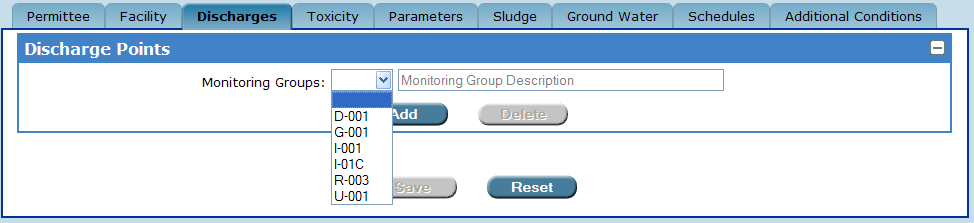 Permittee Facility Discharges Toxicity Parameters Sludge Ground Water Schedules Additional Conditions
Discharge Points
Monitoring Groups: Monitoring Group Description
D-001
G-001
I-001
I-01C
R-003
U-001
Add Delete
Save Reset